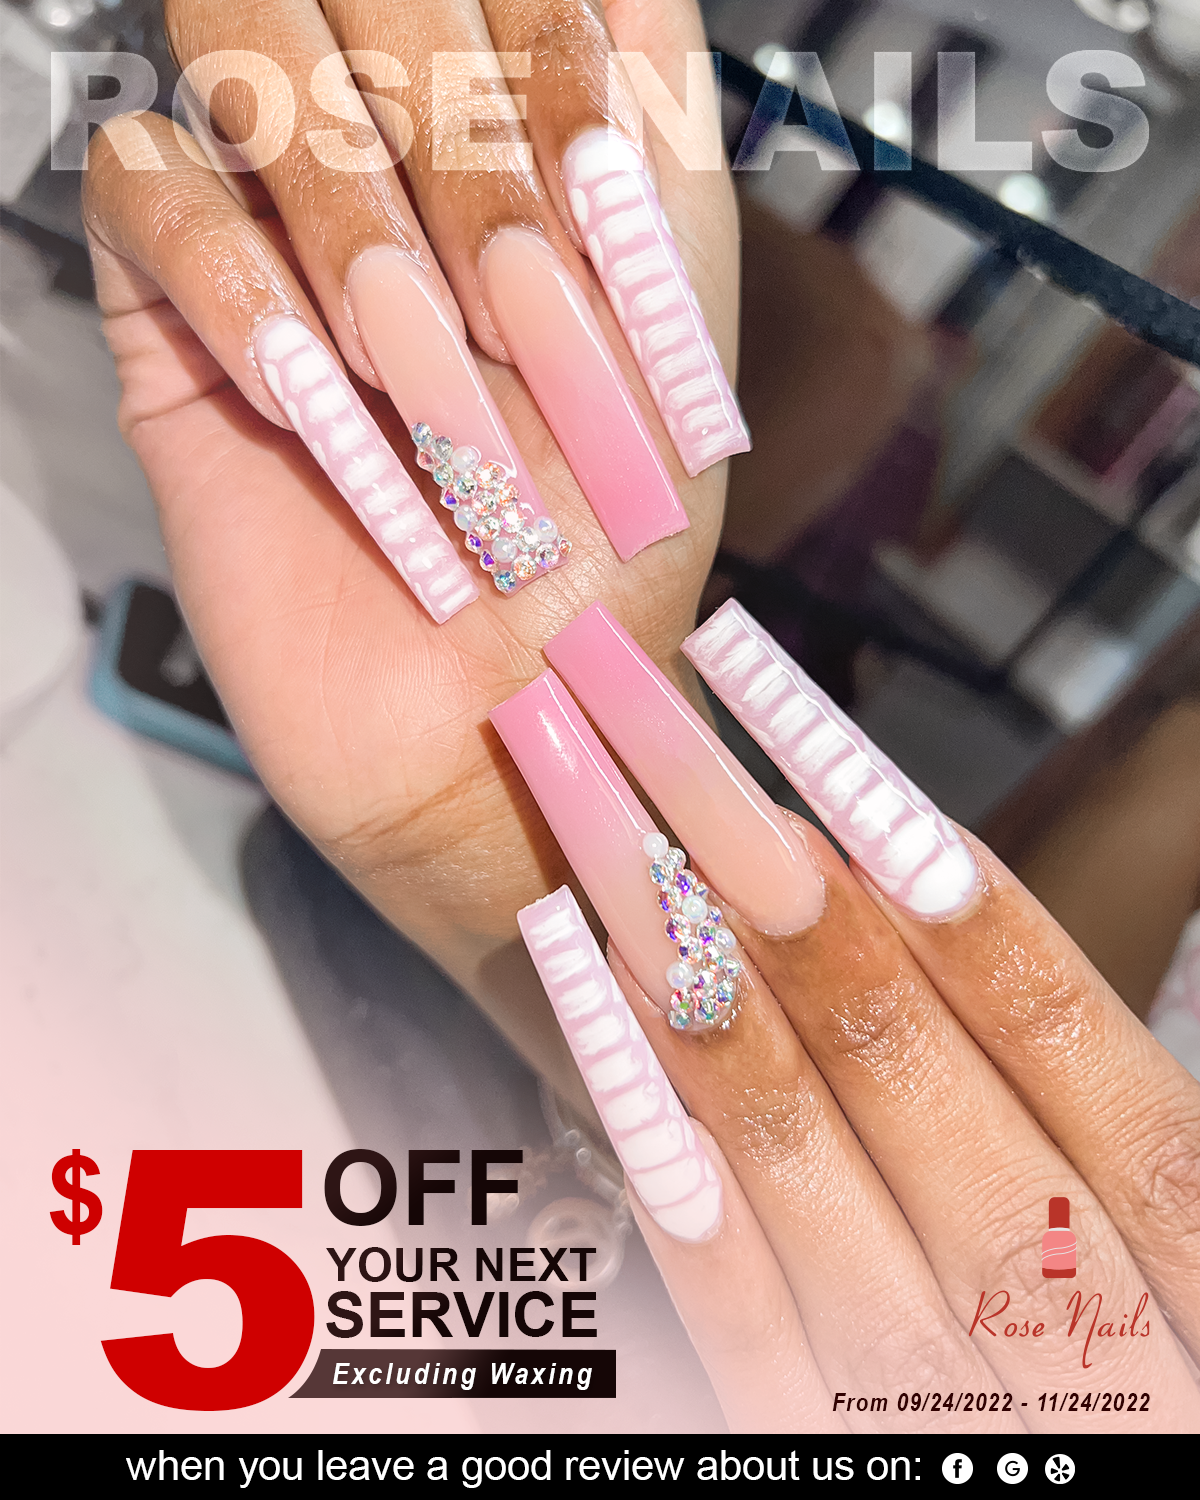 ROSE NAILS
$5 OFF
YOUR NEXT
SERVICE
Excluding Waxing
Rose Nails
From 09/24/2022 - 11/24/2022
when you leave a good review about us on: f G